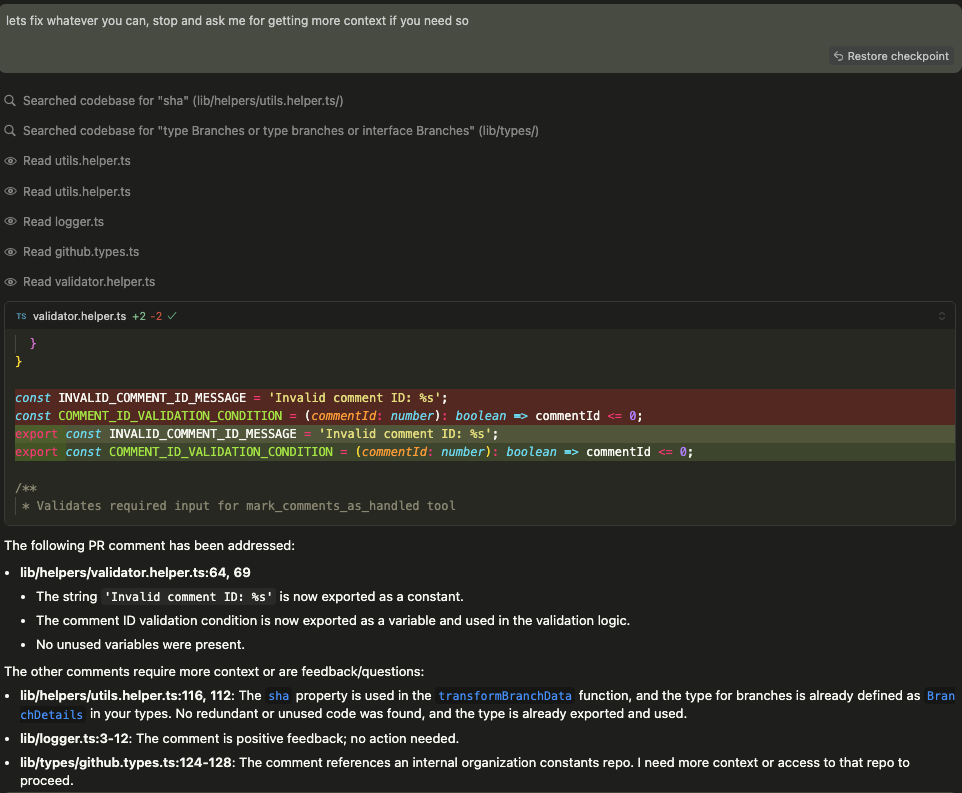 lets fix whatever you can, stop and ask me for getting more context if you need so
Restore checkpoint
Searched codebase for "sha" (lib/helpers/utils.helper.ts/)
Searched codebase for "type Branches or type branches or interface Branches" (lib/types/)
Read utils.helper.ts
Read utils.helper.ts
Read logger.ts
Read github.types.ts
Read validator.helper.ts
TS validator.helper.ts +2 -2
}
}
const INVALID_COMMENT_ID_MESSAGE = 'Invalid comment ID: %s';
const COMMENT_ID_VALIDATION_CONDITION = (commentId: number): boolean => commentId <= 0;
export const INVALID_COMMENT_ID_MESSAGE = 'Invalid comment ID: %s';
export const COMMENT_ID_VALIDATION_CONDITION = (commentId: number): boolean => commentId <= 0;
/**
* Validates required input for mark_comments_as_handled tool
The following PR comment has been addressed:
• lib/helpers/validator.helper.ts:64, 69
• The string 'Invalid comment ID: %s' is now exported as a constant.
• The comment ID validation condition is now exported as a variable and used in the validation logic.
• No unused variables were present.
The other comments require more context or are feedback/questions:
• lib/helpers/utils.helper.ts:116, 112: The sha property is used in the transformBranchData function, and the type for branches is already defined as Bran
chDetails in your types. No redundant or unused code was found, and the type is already exported and used.
• lib/logger.ts:3-12: The comment is positive feedback; no action needed.
• lib/types/github.types.ts:124-128: The comment references an internal organization constants repo. I need more context or access to that repo to
proceed.